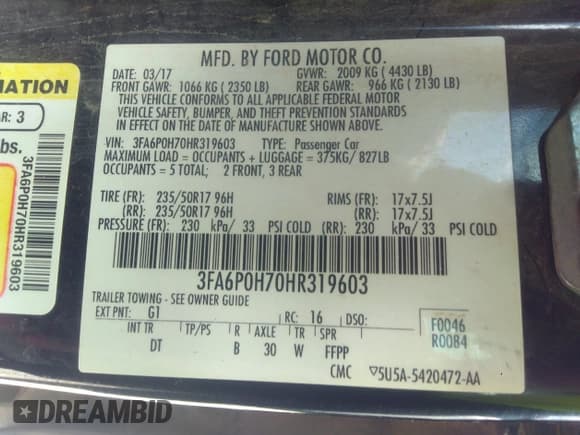 MFD. BY FORD MOTOR CO.
DATE: 03/17 GVWR: 2009 KG ( 4430 LB)
FRONT GAWR: 1066 KG ( 2350 LB) REAR GAWR: 966 KG ( 2130 LB)
THIS VEHICLE CONFORMS TO ALL APPLICABLE FEDERAL MOTOR
VEHICLE SAFETY, BUMPER, AND THEFT PREVENTION STANDARDS
IN EFFECT ON THE DATE OF MANUFACTURE SHOWN ABOVE.
VIN: 3FA6P0H70HR319603 TYPE: Passenger Car
MAXIMUM LOAD = OCCUPANTS + LUGGAGE = 375KG/ 827LB
OCCUPANTS = 5 TOTAL: 2 FRONT, 3 REAR
TIRE (FR): 235/50R17 96H RIMS (FR): 17x7.5J
(RR): 235/50R17 96H (RR): 17x7.5J
PRESSURE (FR): 230 kPa/ 33 PSI COLD (RR): 230 kPa/ 33 PSI COLD
3FA6P0H70HR319603
TRAILER TOWING - SEE OWNER GUIDE
EXT PNT: G1 RC: 16 DSO:
F0046
R0084
INT TR TP/PS R AXLE TR SPR
DT B 30 W FFPP
CMC ▽5U5A-5420472-AA
MATION
AR: 3
lbs.
3FA6P0H70HR319603
DREAMBID